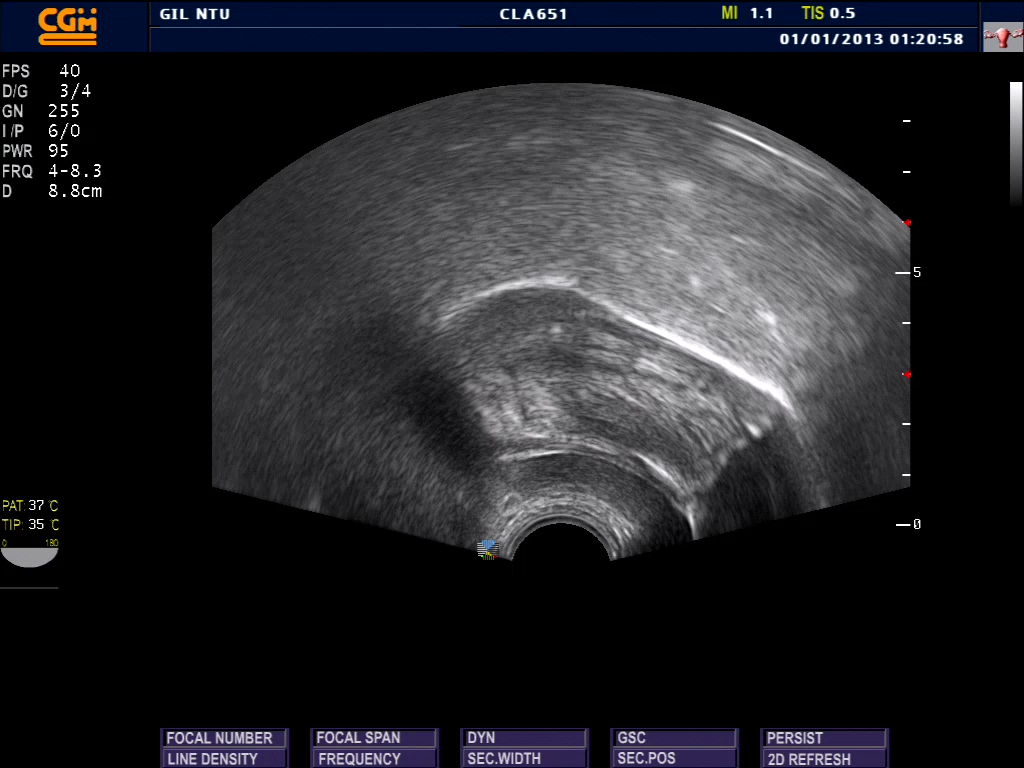 CGM
GIL NTU CLA651 MI 1.1 TIS 0.5
01/01/2013 01:20:58
FPS 40
D/G 3/4
GN 255
I/P 6/0
PWR 95
FRQ 4-8.3
D 8.8cm
5
PAT: 37 °C
TIP: 35 °C
0 180
0
FOCAL NUMBER FOCAL SPAN DYN GSC PERSIST
LINE DENSITY FREQUENCY SEC.WIDTH SEC.POS 2D REFRESH